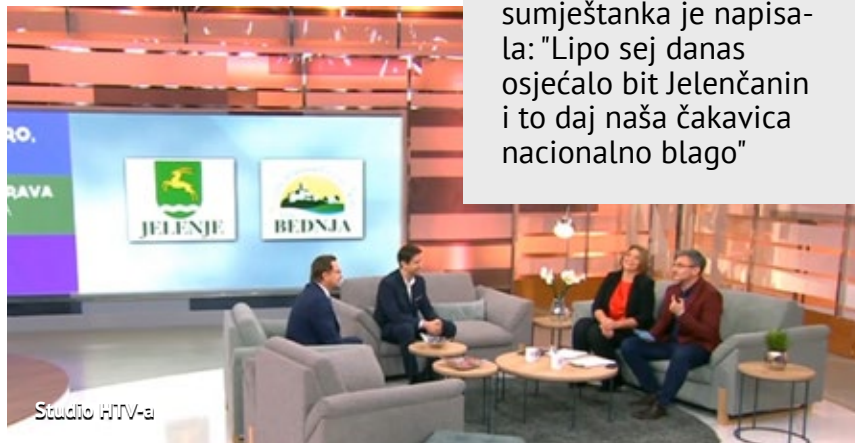 sumještanka je napisa-
la: "Lipo sej danas
osjećalo bit Jelenčanin
i to daj naša čakavica
nacionalno blago"
RO.
RAVA
JELENJE
BEDNJA
Studio HTV-a